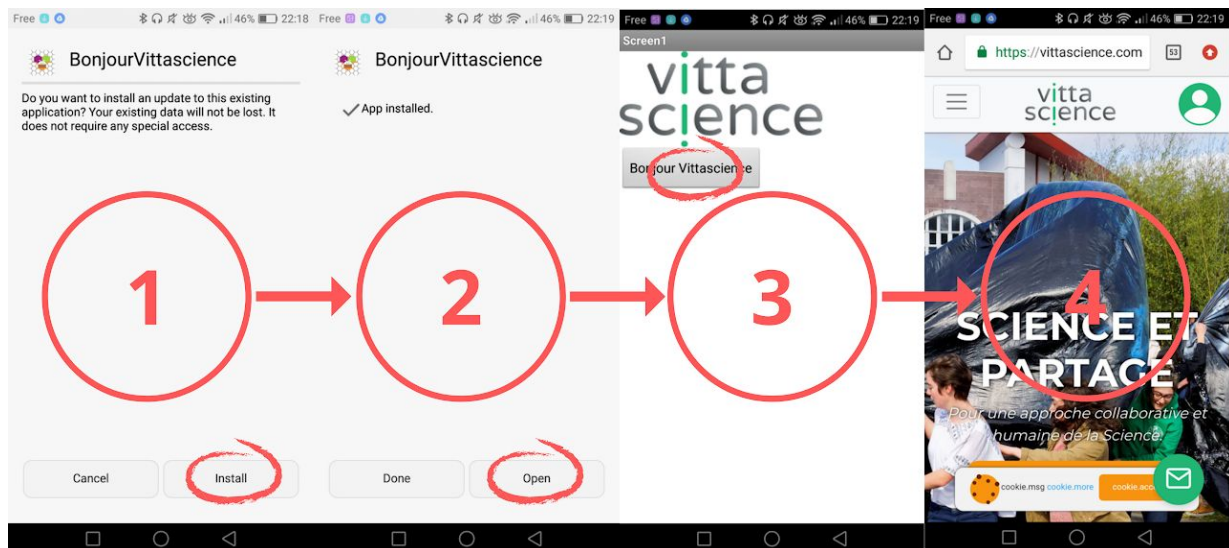 Free 46% 22:18
BonjourVittascience
Do you want to install an update to this existing
application? Your existing data will not be lost. It
does not require any special access.
1
Cancel
Install
Free 46% 22:19
BonjourVittascience
App installed.
2
Done
Open
Free 46% 22:19
Screen1
vitta
science
Bonjour Vittascience
3
Free 46% 22:19
https://vittascience.com
53
vitta
science
4
SCIENCE ET
PARTAGE
Pour une approche collaborative et
humaine de la Science.
cookie.msg cookie.more cookie.acc